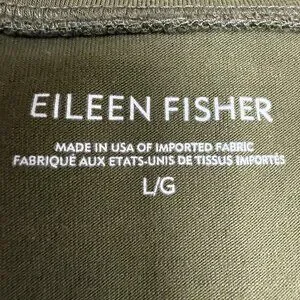 EILEEN FISHER
MADE IN USA OF IMPORTED FABRIC
FABRIQUÉ AUX ETATS-UNIS DE TISSUS IMPORTÉS
L/G